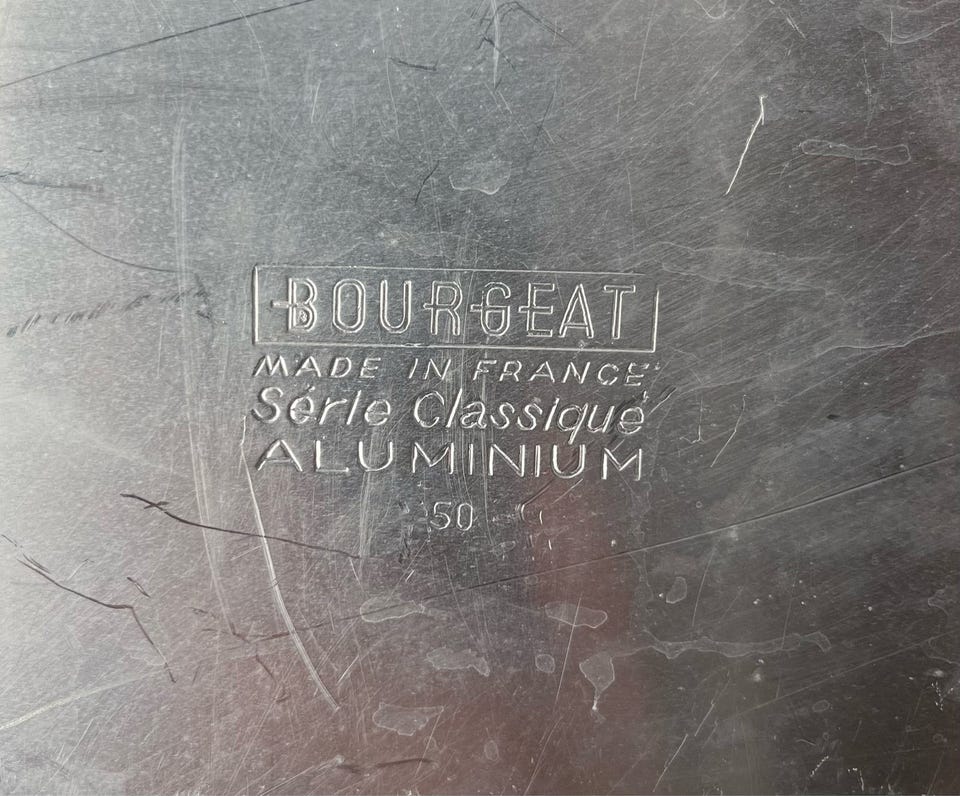 BOURGEAT
MADE IN FRANCE
Série Classique
ALUMINIUM
50